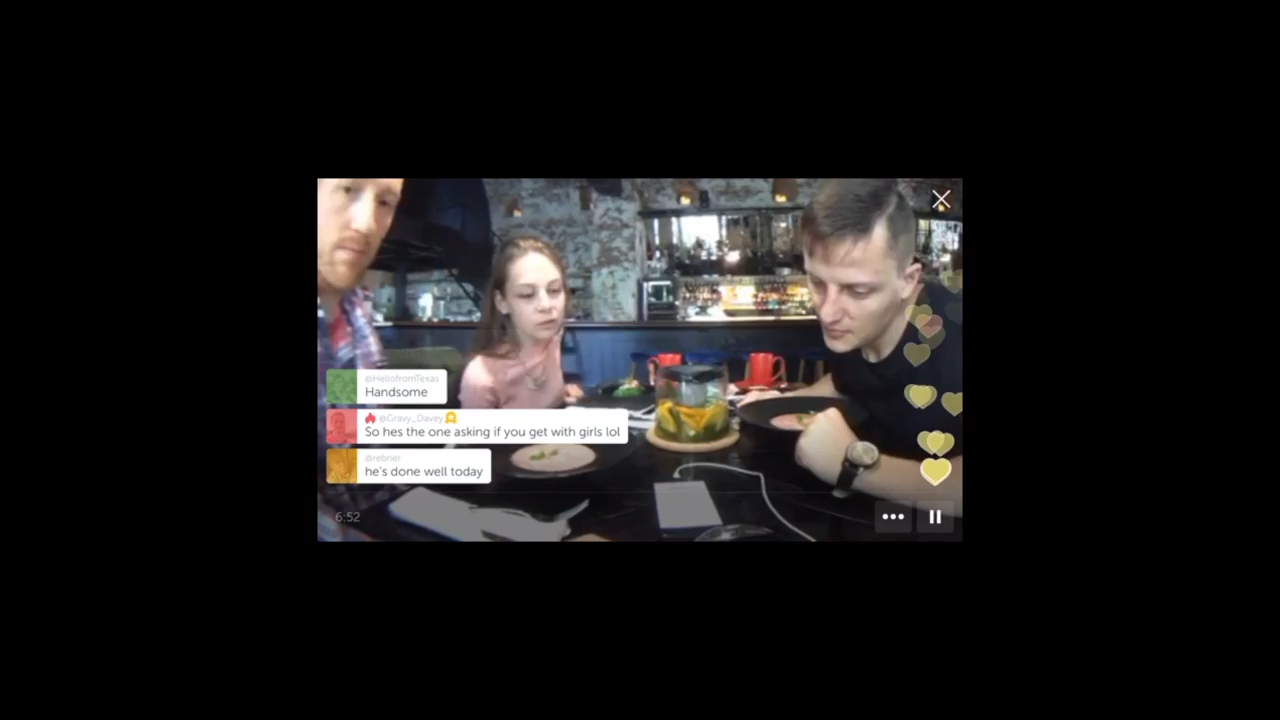 @HellofromTexas
Handsome
@Gravy_Davey
So hes the one asking if you get with girls lol
@rebner
he's done well today
6:52